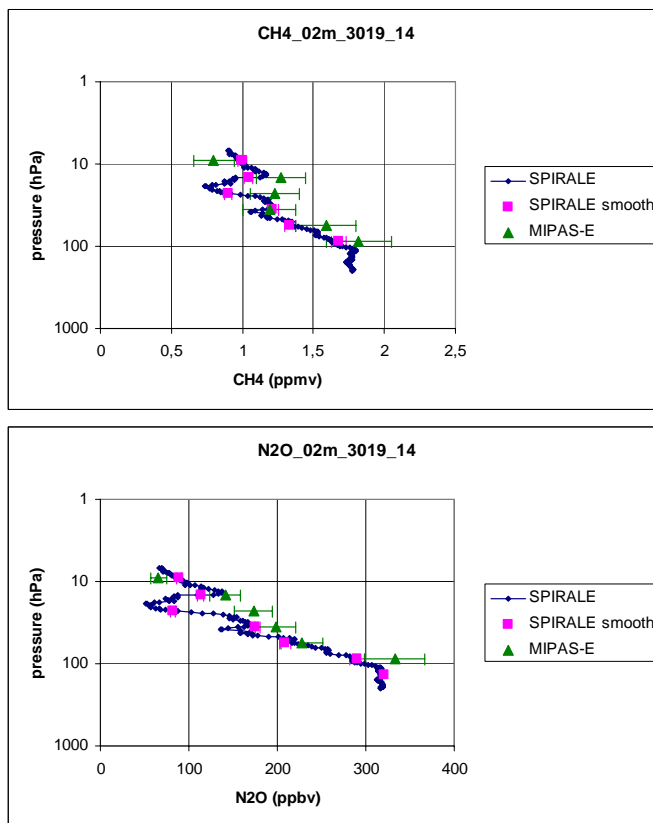 CH4_02m_3019_14
1
10
100
1000
pressure (hPa)
0 0,5 1 1,5 2 2,5
CH4 (ppmv)
SPIRALE
SPIRALE smooth
MIPAS-E
N2O_02m_3019_14
1
10
100
1000
pressure (hPa)
0 100 200 300 400
N2O (ppbv)
SPIRALE
SPIRALE smooth
MIPAS-E